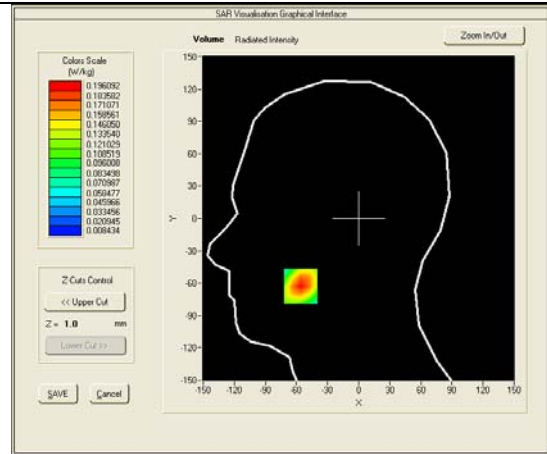 SAR Visualisation Graphical Interface
Volume Radiated Intensity
Zoom In/Out
Colors Scale
(W/kg)
0.196092
0.183582
0.171071
0.158561
0.146050
0.133540
0.121029
0.108519
0.096008
0.083498
0.070987
0.058477
0.045966
0.033456
0.020945
0.008434
Z Cuts Control
<< Upper Cut
Z = 1.0 mm
Lower Cut >>
SAVE Cancel
150
120
90
60
30
0
-30
-60
-90
-120
-150
Y
-150 -120 -90 -60 -30 0 30 60 90 120 150
X